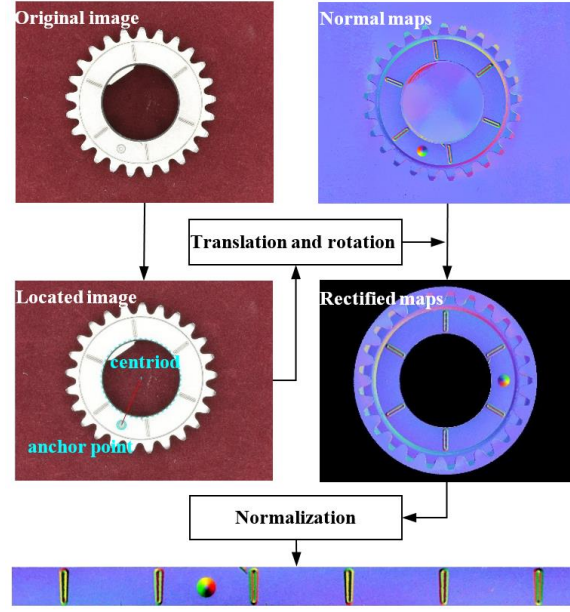 Original image
Normal maps
Translation and rotation
Located image
Rectified maps
centriod
anchor point
Normalization